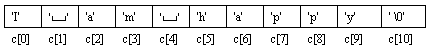 'I' '␣' 'a' 'm' '␣' 'h' 'a' 'p' 'p' 'y' '\0'
c[0] c[1] c[2] c[3] c[4] c[5] c[6] c[7] c[8] c[9] c[10]